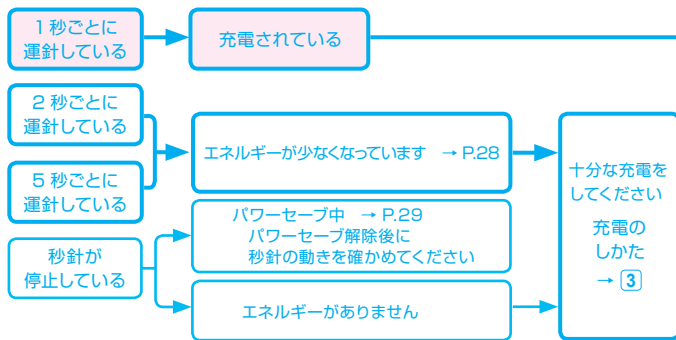 1秒ごとに
運針している
充電されている
2秒ごとに
運針している
5秒ごとに
運針している
エネルギーが少なくなっています → P.28
秒針が
停止している
パワーセーブ中 → P.29
パワーセーブ解除後に
秒針の動きを確かめてください
エネルギーがありません
十分な充電を
してください
充電の
しかた
→ 3